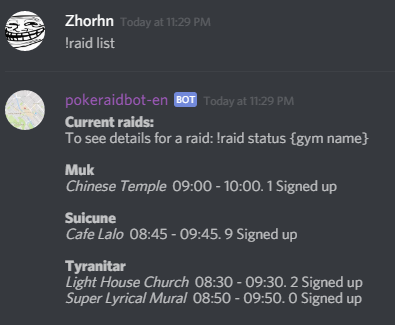 Zhorhn Today at 11:29 PM
!raid list
pokeraidbot-en BOT Today at 11:29 PM
Current raids:
To see details for a raid: !raid status {gym name}
Muk
Chinese Temple 09:00 - 10:00. 1 Signed up
Suicune
Cafe Lalo 08:45 - 09:45. 9 Signed up
Tyranitar
Light House Church 08:30 - 09:30. 2 Signed up
Super Lyrical Mural 08:50 - 09:50. 0 Signed up